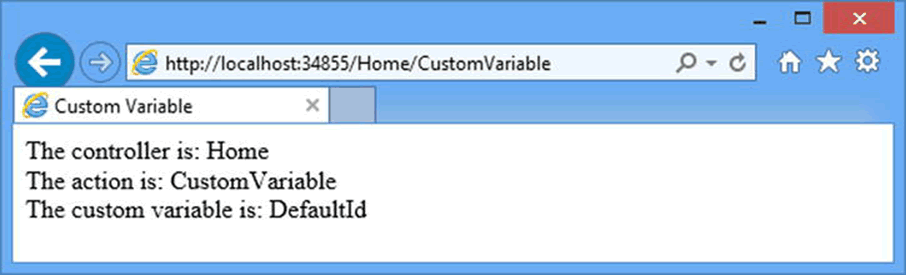 http://localhost:34855/Home/CustomVariable
Custom Variable
The controller is: Home
The action is: CustomVariable
The custom variable is: DefaultId